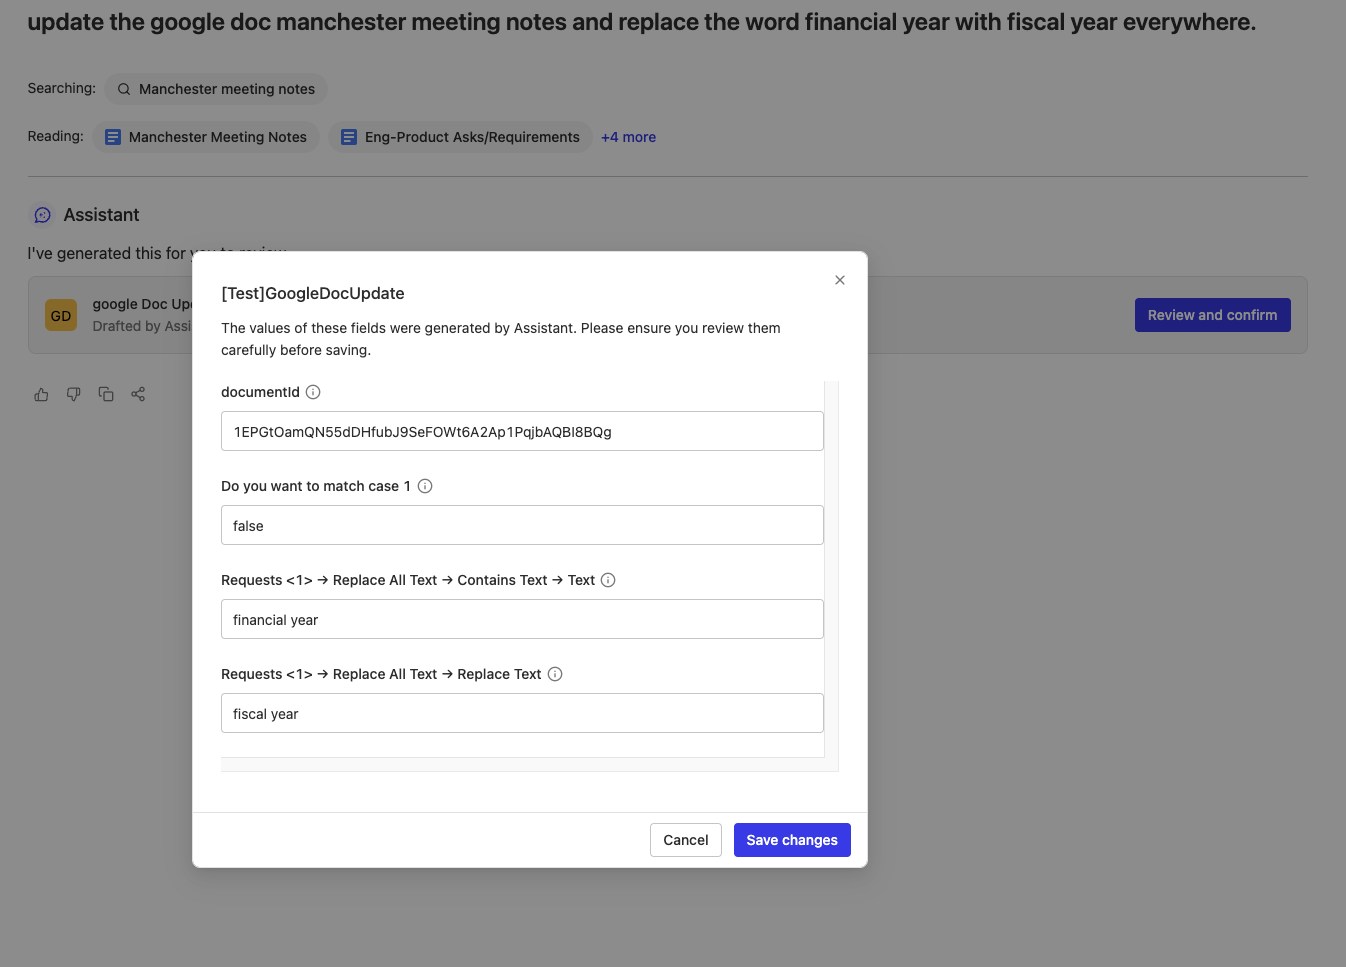 update the google doc manchester meeting notes and replace the word financial year with fiscal year everywhere.
Searching: Manchester meeting notes
Reading: Manchester Meeting Notes Eng-Product Asks/Requirements +4 more
Assistant
I've generated this for you to review
GD google Doc Upd
Drafted by Assi
Review and confirm
[Test]GoogleDocUpdate
The values of these fields were generated by Assistant. Please ensure you review them
carefully before saving.
documentId
1EPGtOamQN55dDHfubJ9SeFOWt6A2Ap1PqjbAQBI8BQg
Do you want to match case 1
false
Requests <1> → Replace All Text → Contains Text → Text
financial year
Requests <1> → Replace All Text → Replace Text
fiscal year
Cancel Save changes